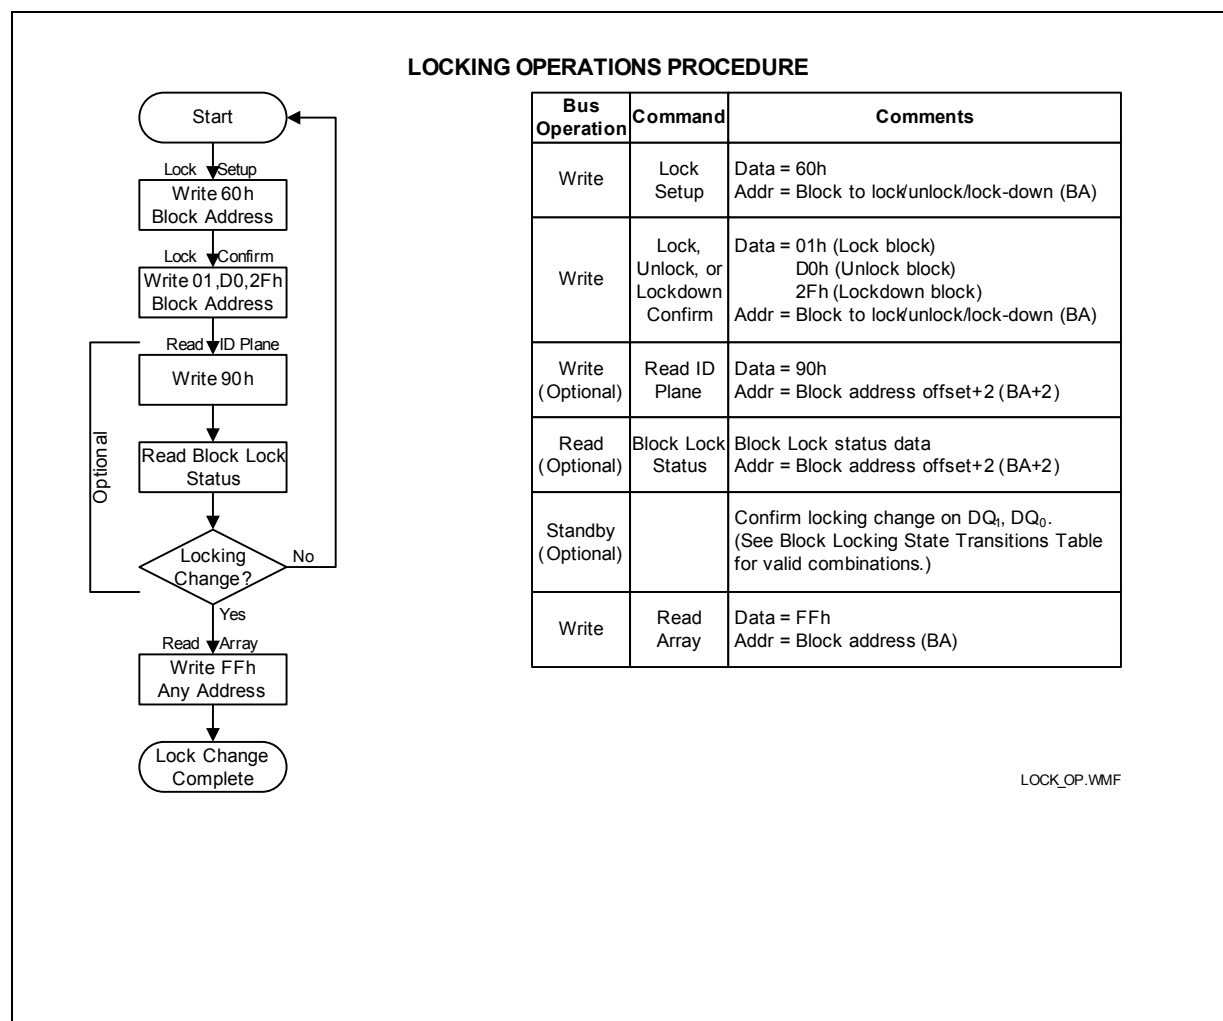 LOCKING OPERATIONS PROCEDURE
Start
Lock Setup
Write 60h
Block Address
Lock Confirm
Write 01,D0,2Fh
Block Address
Read ID Plane
Write 90h
Optional
Read Block Lock
Status
Locking
Change?
No
Yes
Read Array
Write FFh
Any Address
Lock Change
Complete
Bus
Operation
Command
Comments
Write
Lock
Setup
Data = 60h
Addr = Block to lock/unlock/lock-down (BA)
Write
Lock,
Unlock, or
Lockdown
Confirm
Data = 01h (Lock block)
D0h (Unlock block)
2Fh (Lockdown block)
Addr = Block to lock/unlock/lock-down (BA)
Write
(Optional)
Read ID
Plane
Data = 90h
Addr = Block address offset+2 (BA+2)
Read
(Optional)
Block Lock
Status
Block Lock status data
Addr = Block address offset+2 (BA+2)
Standby
(Optional)
Confirm locking change on DQ₁, DQ₀.
(See Block Locking State Transitions Table
for valid combinations.)
Write
Read
Array
Data = FFh
Addr = Block address (BA)
LOCK_OP.WMF